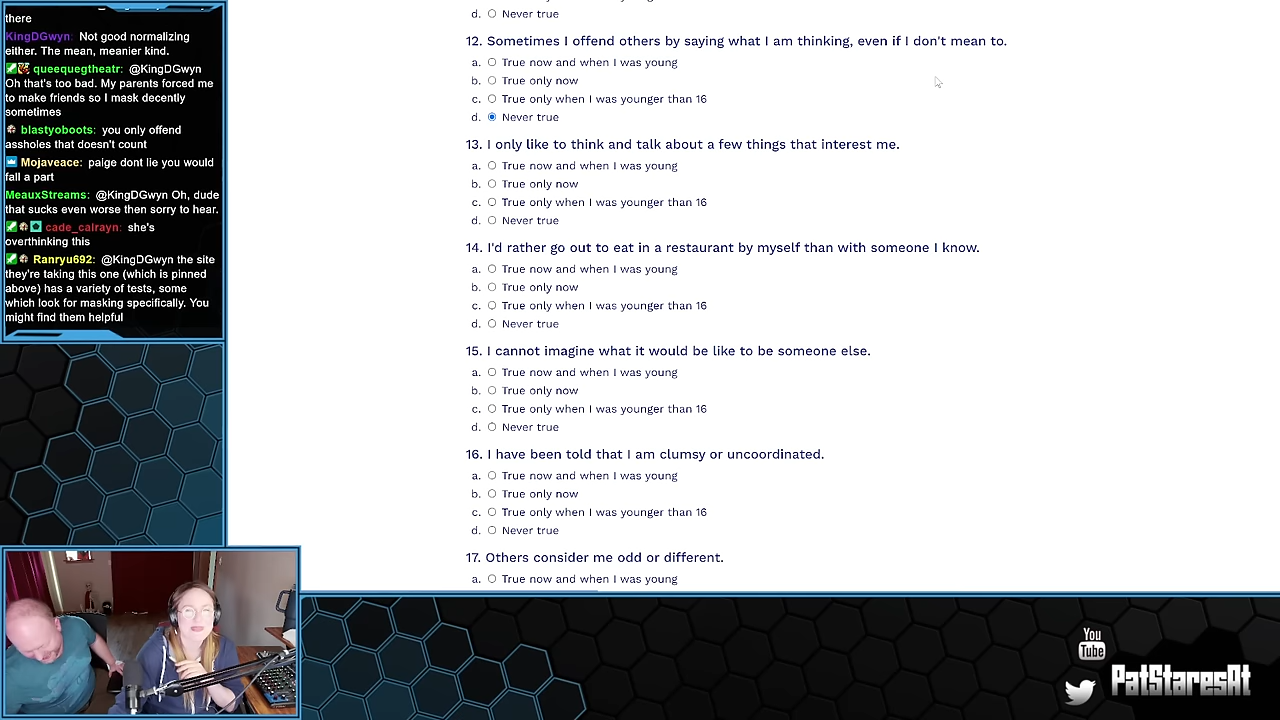 there
KingDGwyn: Not good normalizing
either. The mean, meanier kind.
queequegtheatr: @KingDGwyn
Oh that's too bad. My parents forced me
to make friends so I mask decently
sometimes
blastyoboots: you only offend
assholes that doesn't count
Mojaveace: paige dont lie you would
fall a part
MeauxStreams: @KingDGwyn Oh, dude
that sucks even worse then sorry to hear.
cade_cairayn: she's
overthinking this
Ranryu692: @KingDGwyn the site
they're taking this one (which is pinned
above) has a variety of tests, some
which look for masking specifically. You
might find them helpful
d. Never true
12. Sometimes I offend others by saying what I am thinking, even if I don't mean to.
a. True now and when I was young
b. True only now
c. True only when I was younger than 16
d. Never true
13. I only like to think and talk about a few things that interest me.
a. True now and when I was young
b. True only now
c. True only when I was younger than 16
d. Never true
14. I'd rather go out to eat in a restaurant by myself than with someone I know.
a. True now and when I was young
b. True only now
c. True only when I was younger than 16
d. Never true
15. I cannot imagine what it would be like to be someone else.
a. True now and when I was young
b. True only now
c. True only when I was younger than 16
d. Never true
16. I have been told that I am clumsy or uncoordinated.
a. True now and when I was young
b. True only now
c. True only when I was younger than 16
d. Never true
17. Others consider me odd or different.
a. True now and when I was young
You
Tube
PatStaresAt